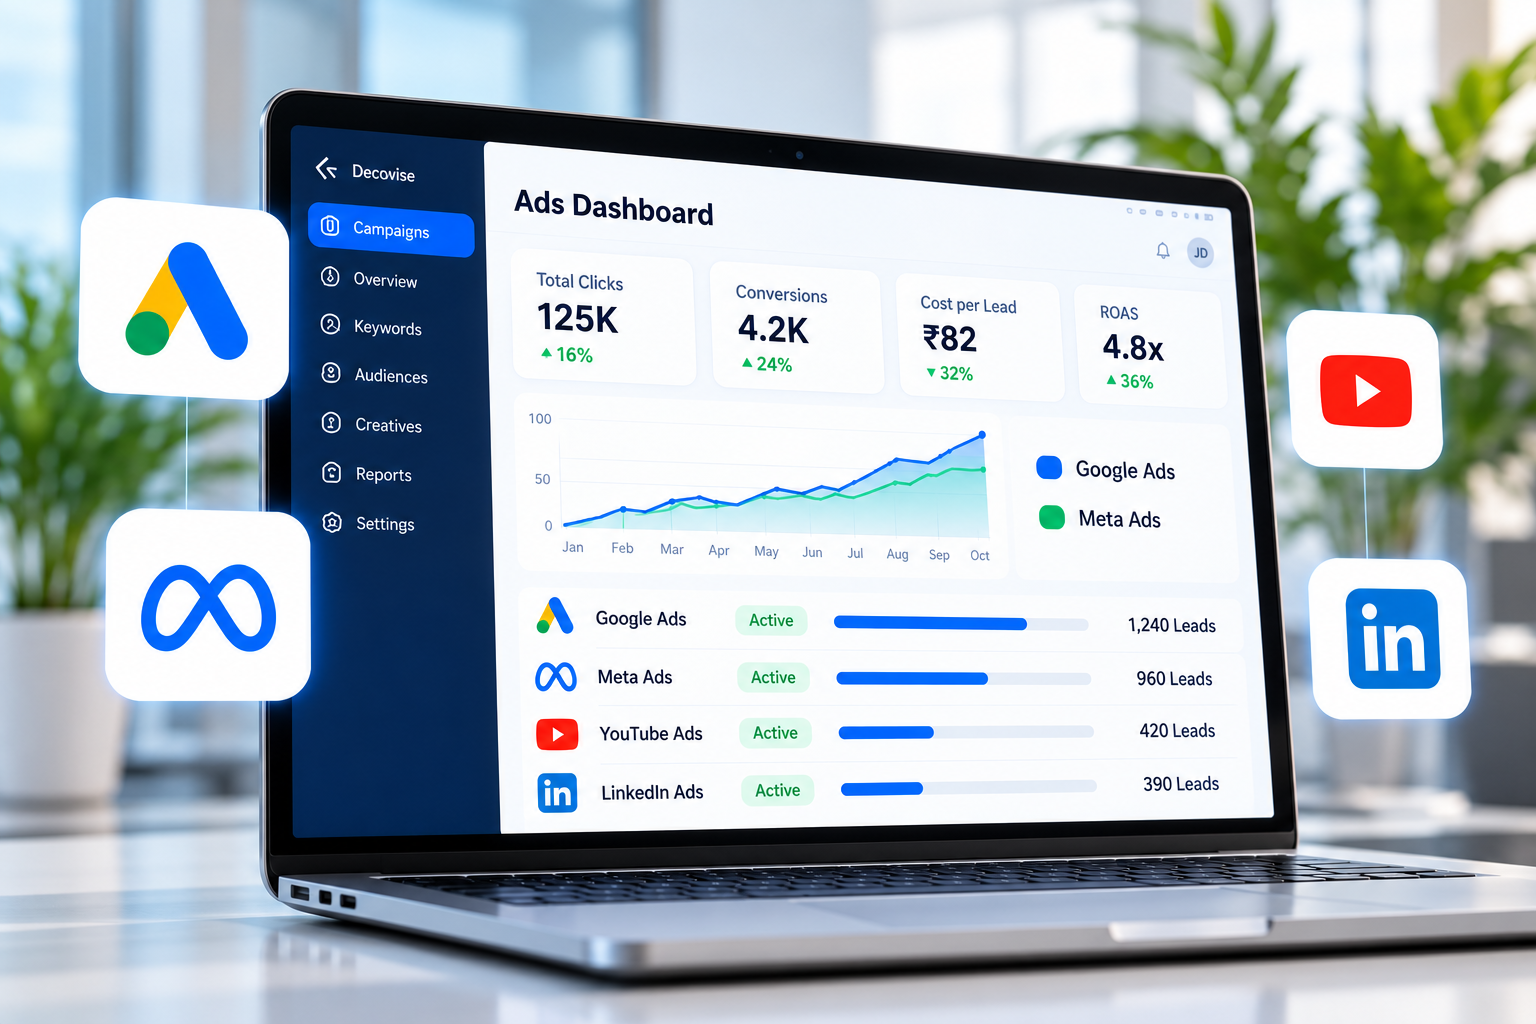 Decovise
Campaigns
Overview
Keywords
Audiences
Creatives
Reports
Settings
Ads Dashboard
JD
Total Clicks
125K
▲ 16%
Conversions
4.2K
▲ 24%
Cost per Lead
₹82
▼ 32%
ROAS
4.8x
▲ 36%
100
50
0
Jan Feb Mar Apr May Jun Jul Aug Sep Oct
Google Ads
Meta Ads
Google Ads Active 1,240 Leads
Meta Ads Active 960 Leads
YouTube Ads Active 420 Leads
in LinkedIn Ads Active 390 Leads
in